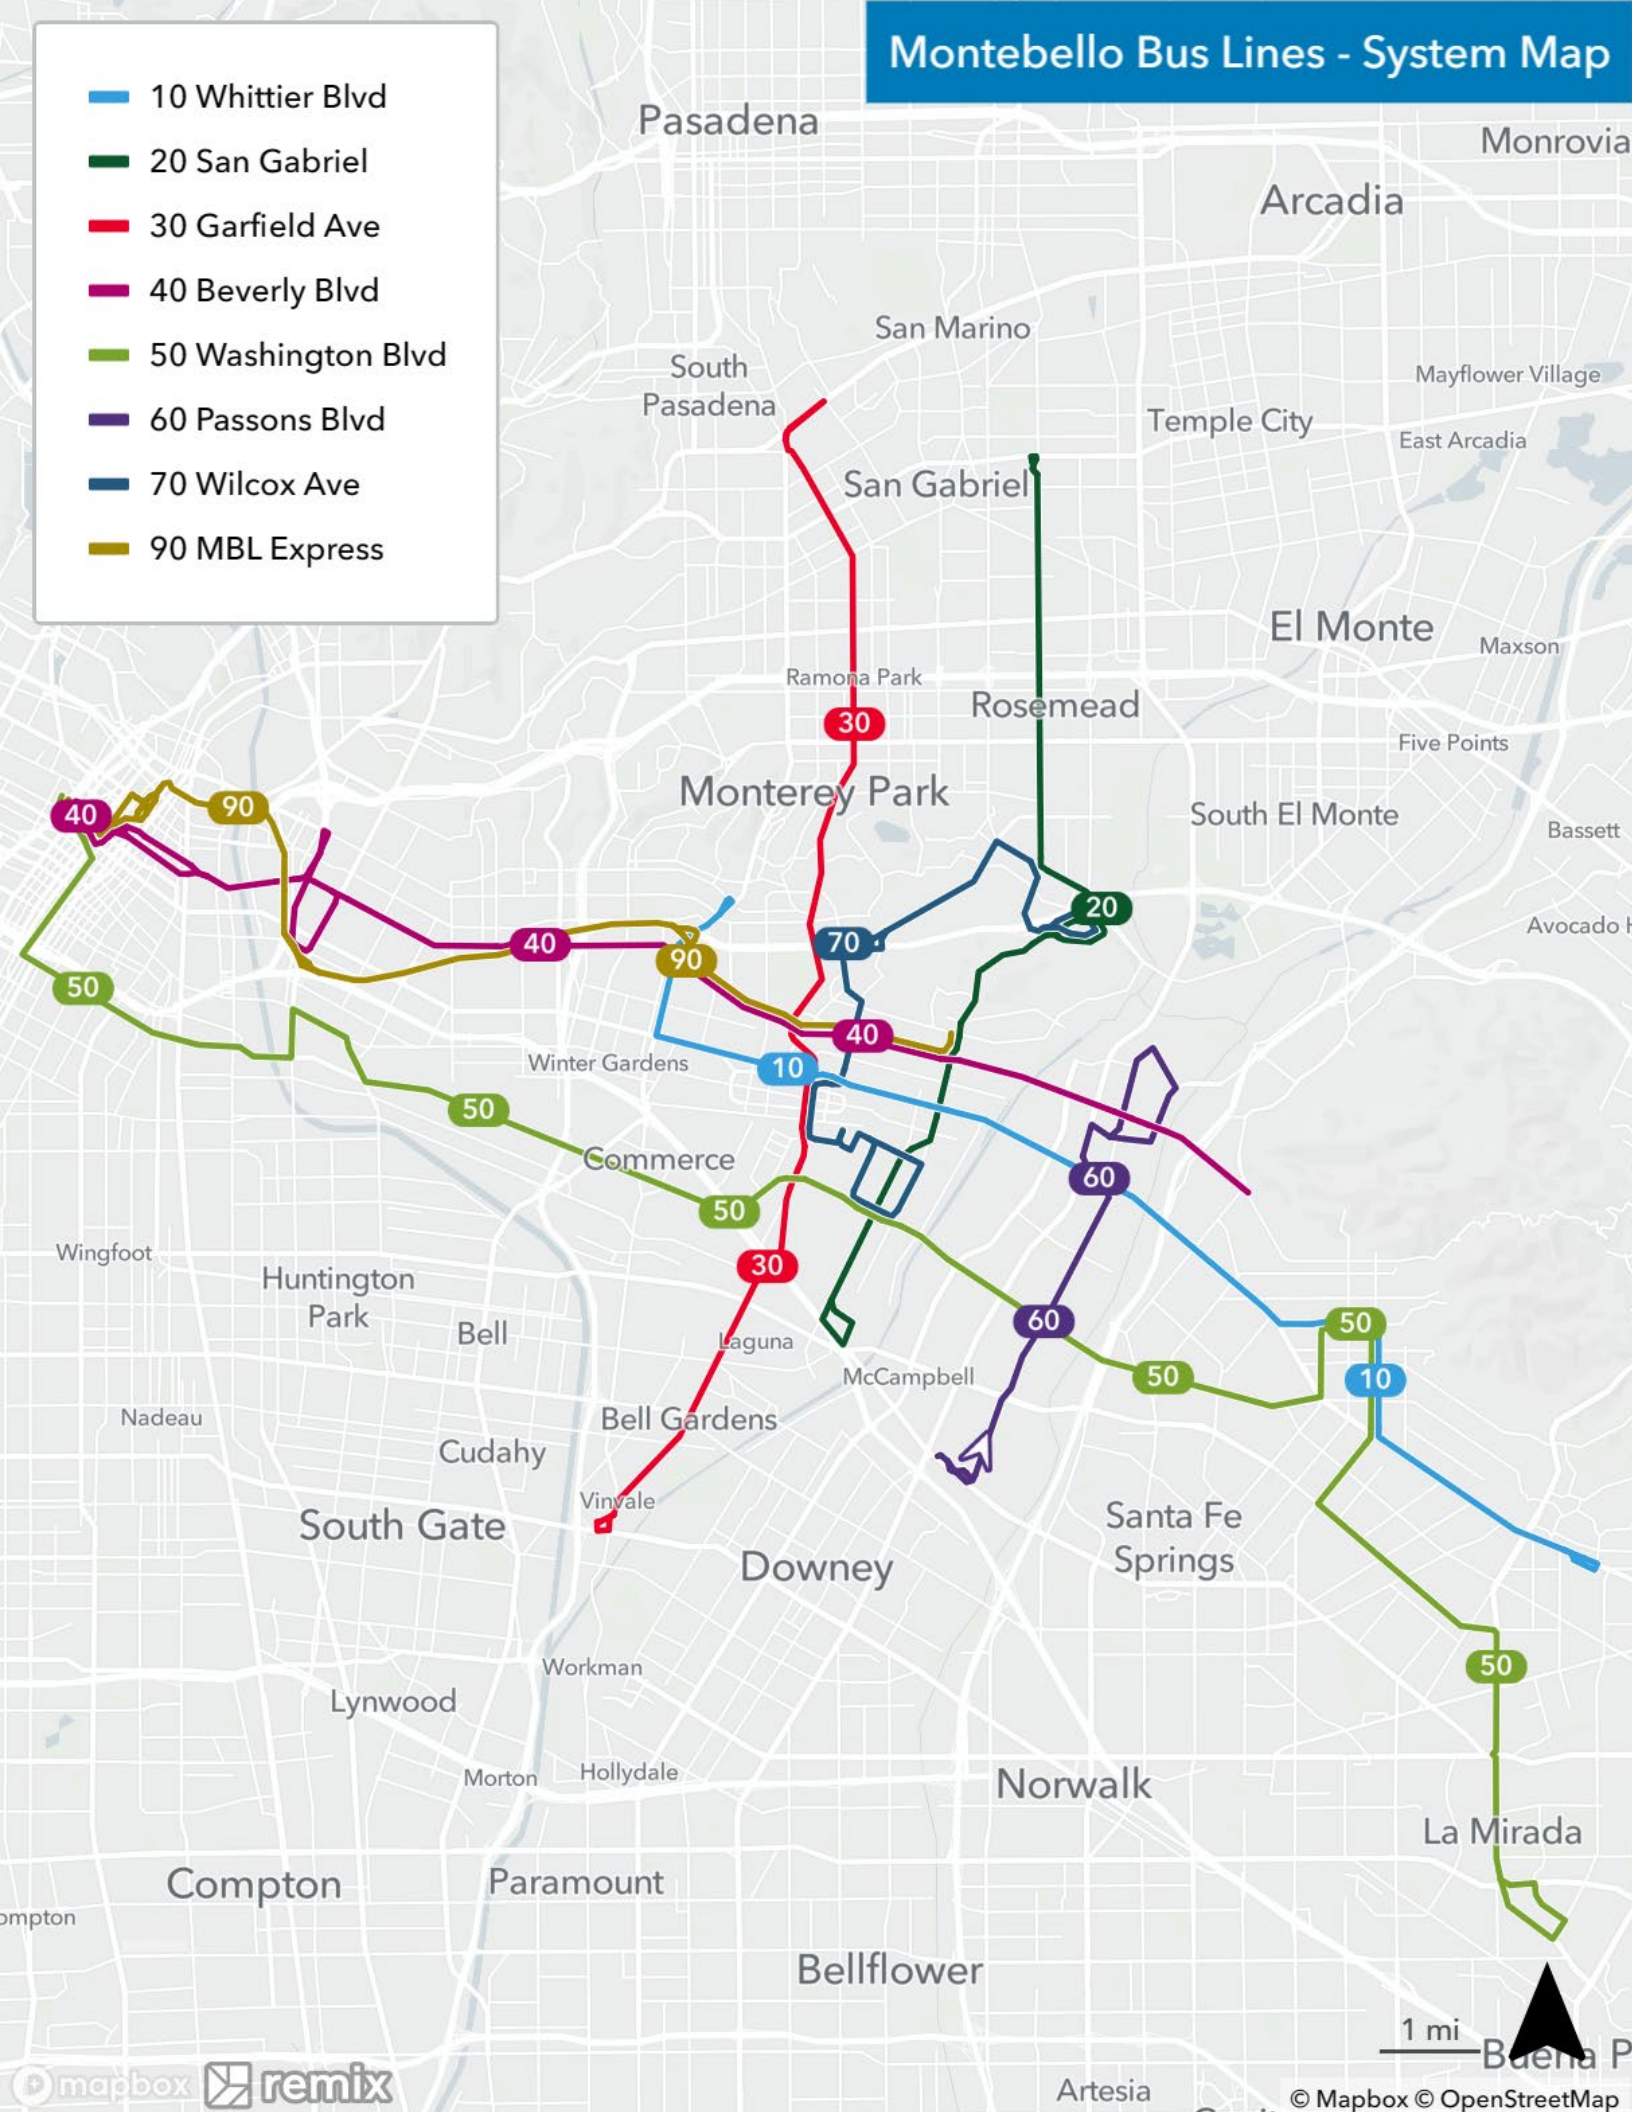 Montebello Bus Lines - System Map
10 Whittier Blvd
20 San Gabriel
30 Garfield Ave
40 Beverly Blvd
50 Washington Blvd
60 Passons Blvd
70 Wilcox Ave
90 MBL Express
Pasadena
Monrovia
Arcadia
San Marino
South
Pasadena
Mayflower Village
Temple City
East Arcadia
San Gabriel
El Monte
Maxson
Ramona Park
Rosemead
30
Five Points
Monterey Park
40
90
South El Monte
Bassett
20
Avocado H
40
70
90
50
40
Winter Gardens
10
50
Commerce
60
50
Wingfoot
30
Huntington
Park
Bell
Laguna
60
50
McCampbell
50
10
Nadeau
Bell Gardens
Cudahy
Vinvale
South Gate
Santa Fe
Springs
Downey
Workman
50
Lynwood
Morton
Hollydale
Norwalk
La Mirada
Compton
Paramount
ompton
Bellflower
1 mi
Buena P
mapbox
remix
Artesia
© Mapbox © OpenStreetMap